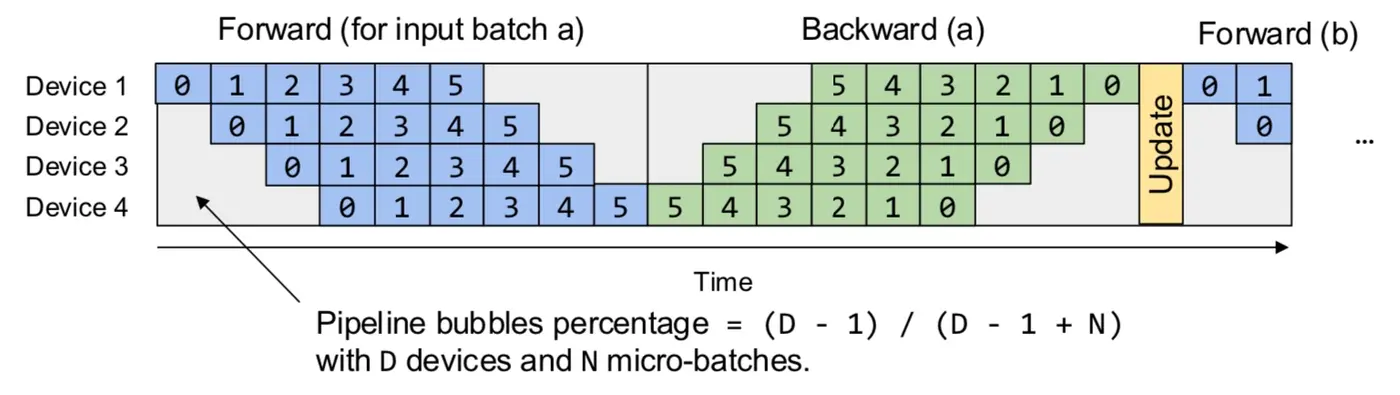 Forward (for input batch a) Backward (a) Forward (b)
Device 1 0 1 2 3 4 5 5 4 3 2 1 0 0 1
Device 2 0 1 2 3 4 5 5 4 3 2 1 0 0
Device 3 0 1 2 3 4 5 5 4 3 2 1 0
Device 4 0 1 2 3 4 5 5 4 3 2 1 0
Update
...
Time
Pipeline bubbles percentage = (D - 1) / (D - 1 + N)
with D devices and N micro-batches.